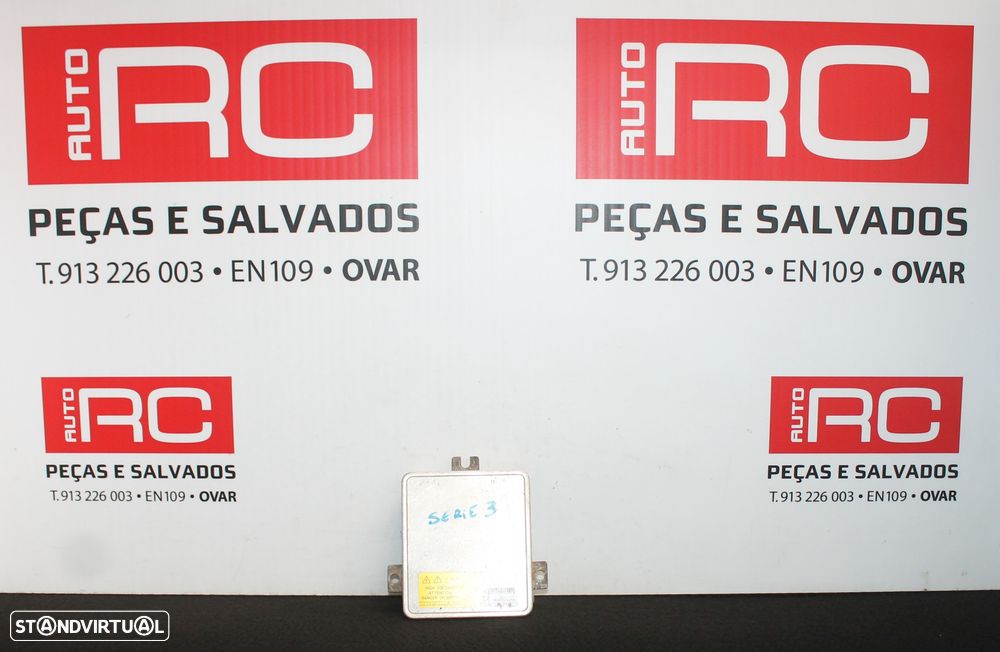 AUTO RC
PEÇAS E SALVADOS
T. 913 226 003 • EN109 • OVAR
AUTO RC
PEÇAS E SALVADOS
T. 913 226 003 • EN109 • OVAR
AUTO RC
PEÇAS E SALVADOS
T. 913 226 003 • EN109 • OVAR
AUTO RC
PEÇAS E SALVADOS
T. 913 226 003 • EN109 • OVAR
SERIE 3
ATTENTION
STANDVIRTUAL